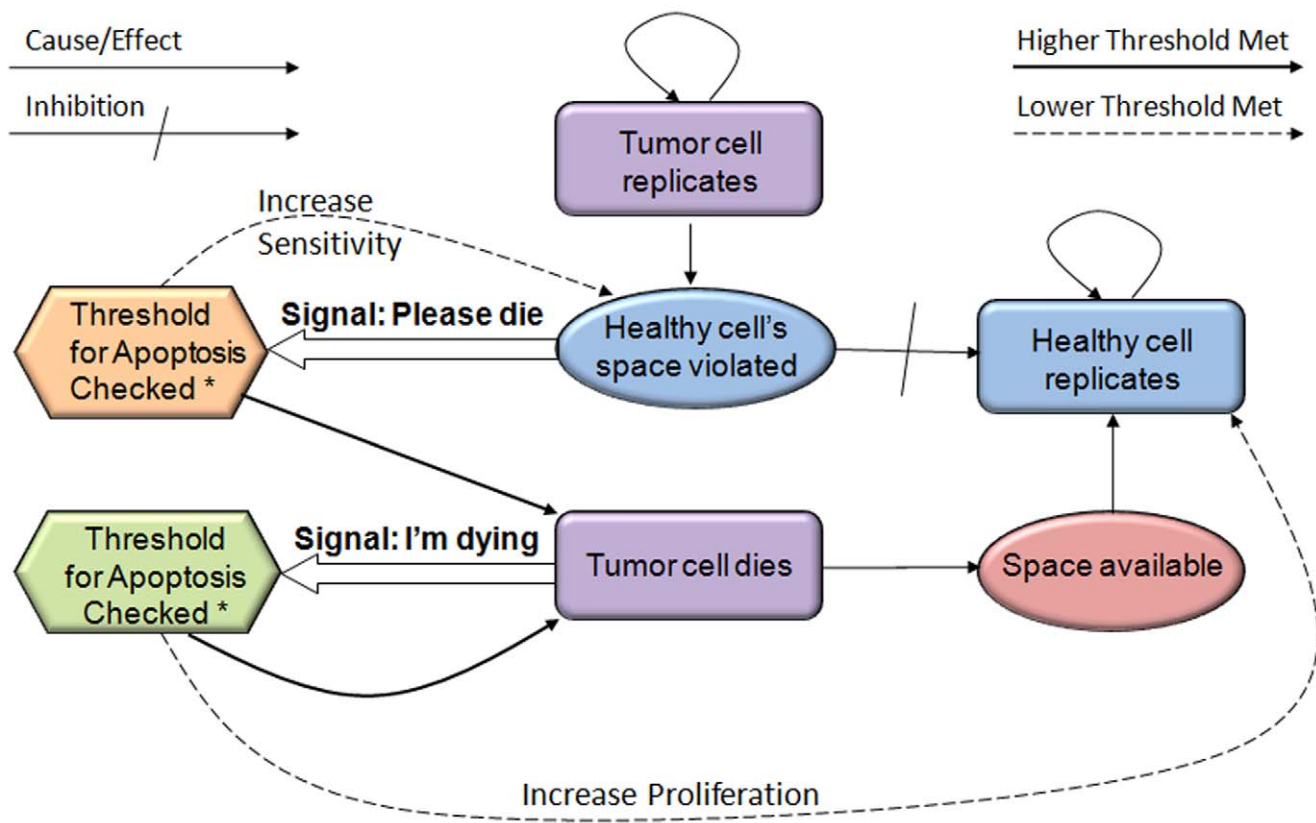 Cause/Effect
Inhibition
Higher Threshold Met
Lower Threshold Met
Tumor cell
replicates
Increase
Sensitivity
Threshold
for Apoptosis
Checked *
Signal: Please die
Healthy cell's
space violated
Healthy cell
replicates
Threshold
for Apoptosis
Checked *
Signal: I'm dying
Tumor cell dies
Space available
Increase Proliferation